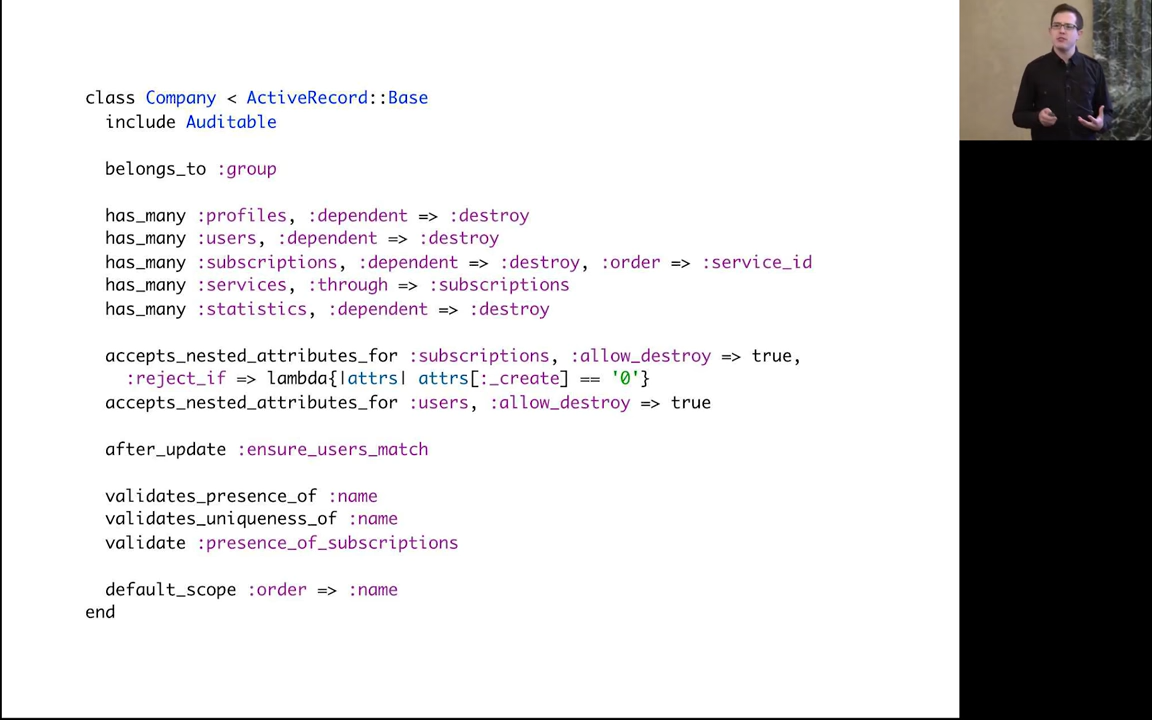 class Company < ActiveRecord::Base
include Auditable
belongs_to :group
has_many :profiles, :dependent => :destroy
has_many :users, :dependent => :destroy
has_many :subscriptions, :dependent => :destroy, :order => :service_id
has_many :services, :through => :subscriptions
has_many :statistics, :dependent => :destroy
accepts_nested_attributes_for :subscriptions, :allow_destroy => true,
:reject_if => lambda{|attrs| attrs[:_create] == '0'}
accepts_nested_attributes_for :users, :allow_destroy => true
after_update :ensure_users_match
validates_presence_of :name
validates_uniqueness_of :name
validate :presence_of_subscriptions
default_scope :order => :name
end